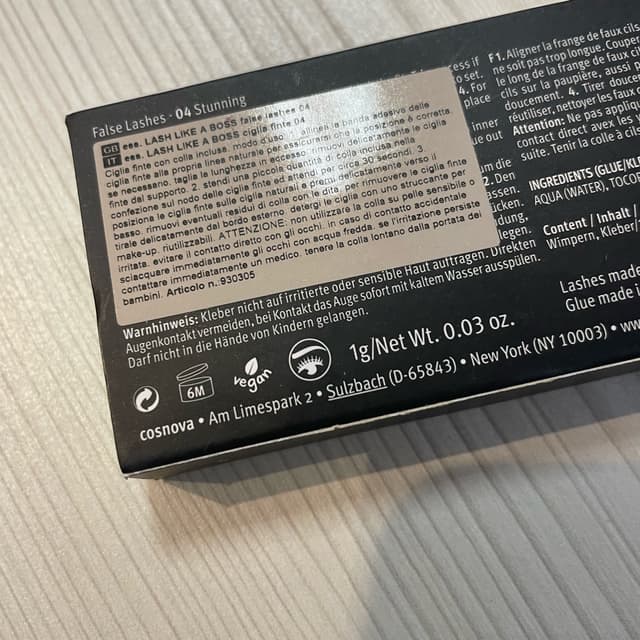 False Lashes • 04 Stunning
GB ess. LASH LIKE A BOSS false lashes 04
IT ess. LASH LIKE A BOSS ciglia finte 04
Ciglia finte con colla inclusa. modo d'uso: 1. allinea la banda adesiva delle
ciglia finte alla propria linea naturale per assicurarti che la posizione è corretta.
se necessario, taglia la lunghezza in eccesso. rimuovi delicatamente le ciglia
finte dal supporto. 2. stendi una piccola quantità di colla inclusa nella
confezione sul nodo delle ciglia finte ed attendi per circa 30 secondi. 3.
posiziona le ciglia finte sulle ciglia naturali e premi delicatamente verso il
basso. rimuovi eventuali residui di colla con le dita. per rimuovere le ciglia finte
tirale delicatamente dal bordo esterno. detergi le ciglia con uno struccante per
make-up. riutilizzabili. ATTENZIONE: non utilizzare la colla su pelle sensibile o
irritata. evitare il contatto diretto con gli occhi. in caso di contatto accidentale
sciacquare immediatamente gli occhi con acqua fredda. se l'irritazione persiste
contattare immediatamente un medico. tenere la colla lontano dalla portata dei
bambini. Articolo n. 930305
Warnhinweis: Kleber nicht auf irritierte oder sensible Haut auftragen. Direkten
Augenkontakt vermeiden, bei Kontakt das Auge sofort mit kaltem Wasser ausspülen.
Darf nicht in die Hände von Kindern gelangen.
6M
vegan
1g/Net Wt. 0.03 oz.
cosnova • Am Limespark 2 • Sulzbach (D-65843) • New York (NY 10003) •
F 1. Aligner la frange de faux cils
ne soit pas trop longue.
le long de la frange de faux
cils sur la paupière, aussi
doucement. 4. Tirer
réutiliser, nettoyer les faux
Attention: Ne pas
contact direct avec les
suite. Tenir la colle à
INGREDIENTS
AQUA (WATER),
Content / Inhalt
Wimpern, Kleber/
Lashes made
Glue made in